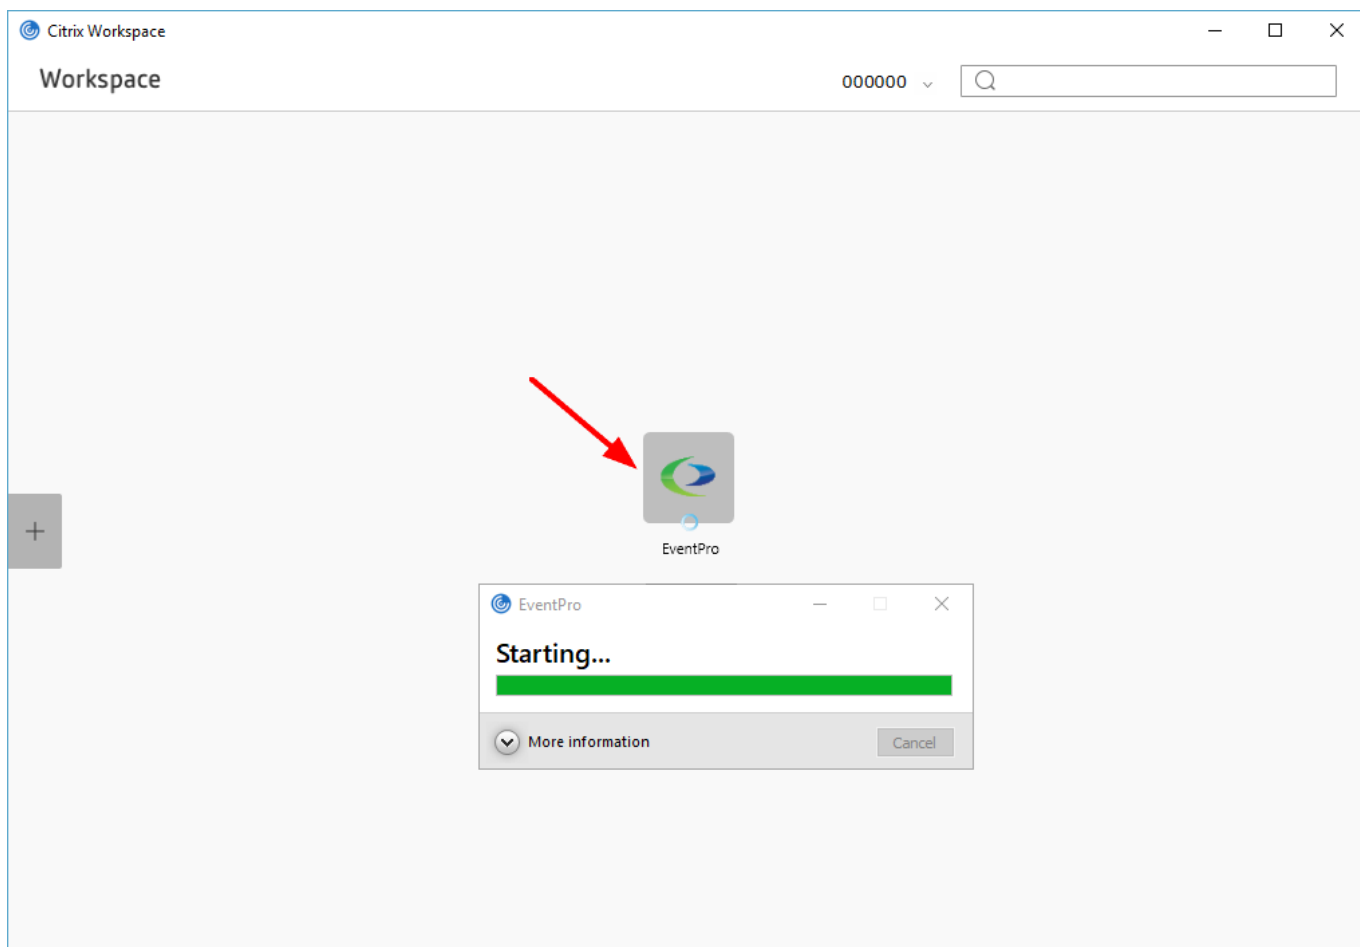 Citrix Workspace
Workspace
000000
EventPro
EventPro
Starting...
More information
Cancel